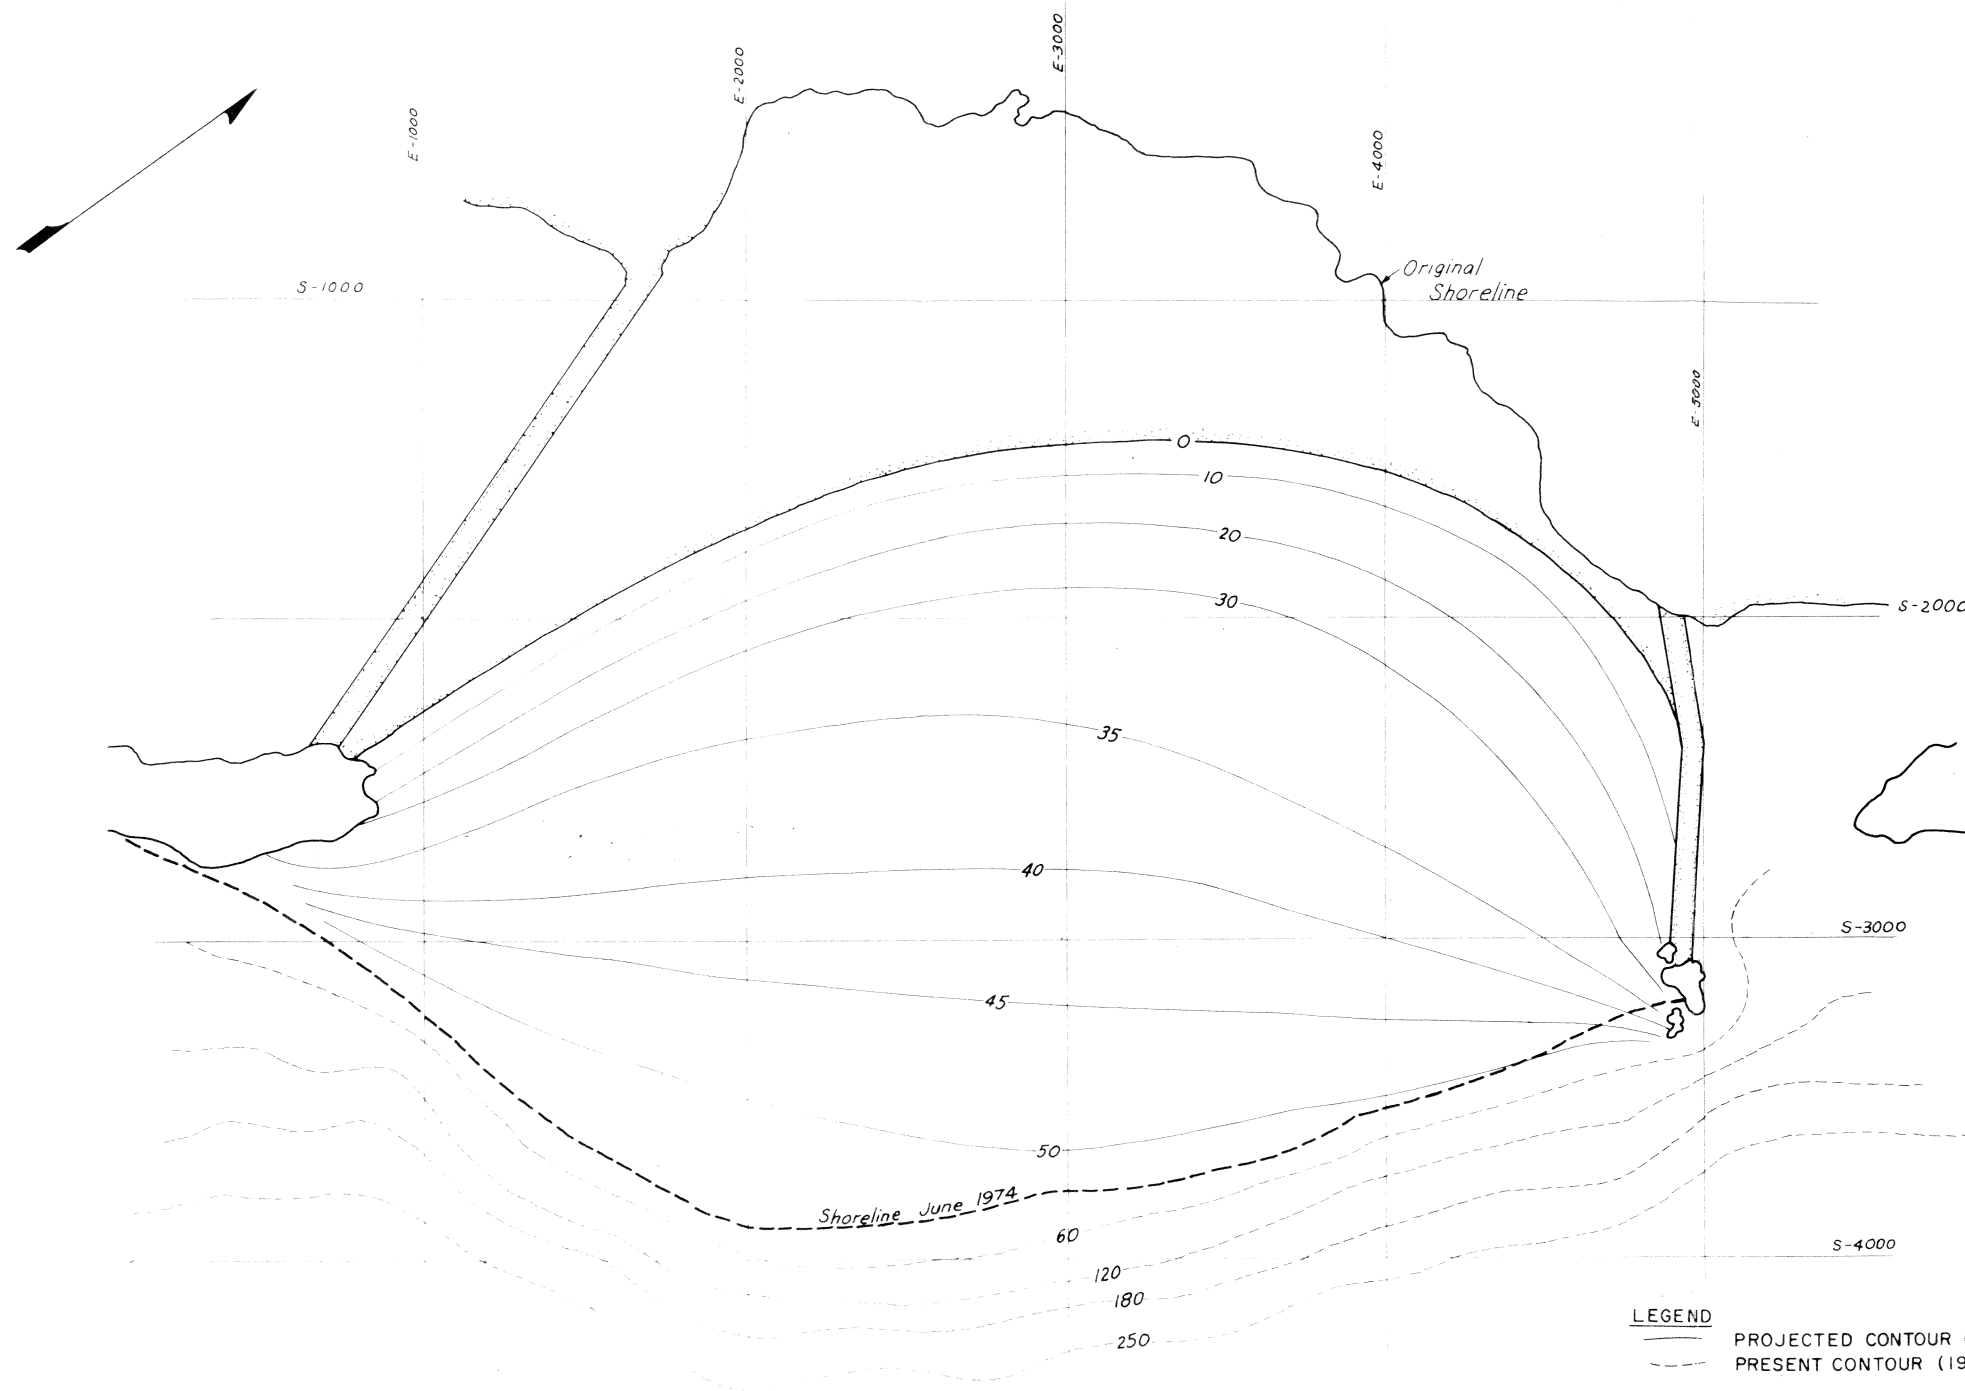 E-3000
E-2000
E-1000
E-4000
Original
Shoreline
S-1000
E-5000
0
10
20
30
S-2000
35
40
S-3000
45
50
Shoreline June 1974
60
S-4000
120
180
250
LEGEND
PROJECTED CONTOUR (
PRESENT CONTOUR (19